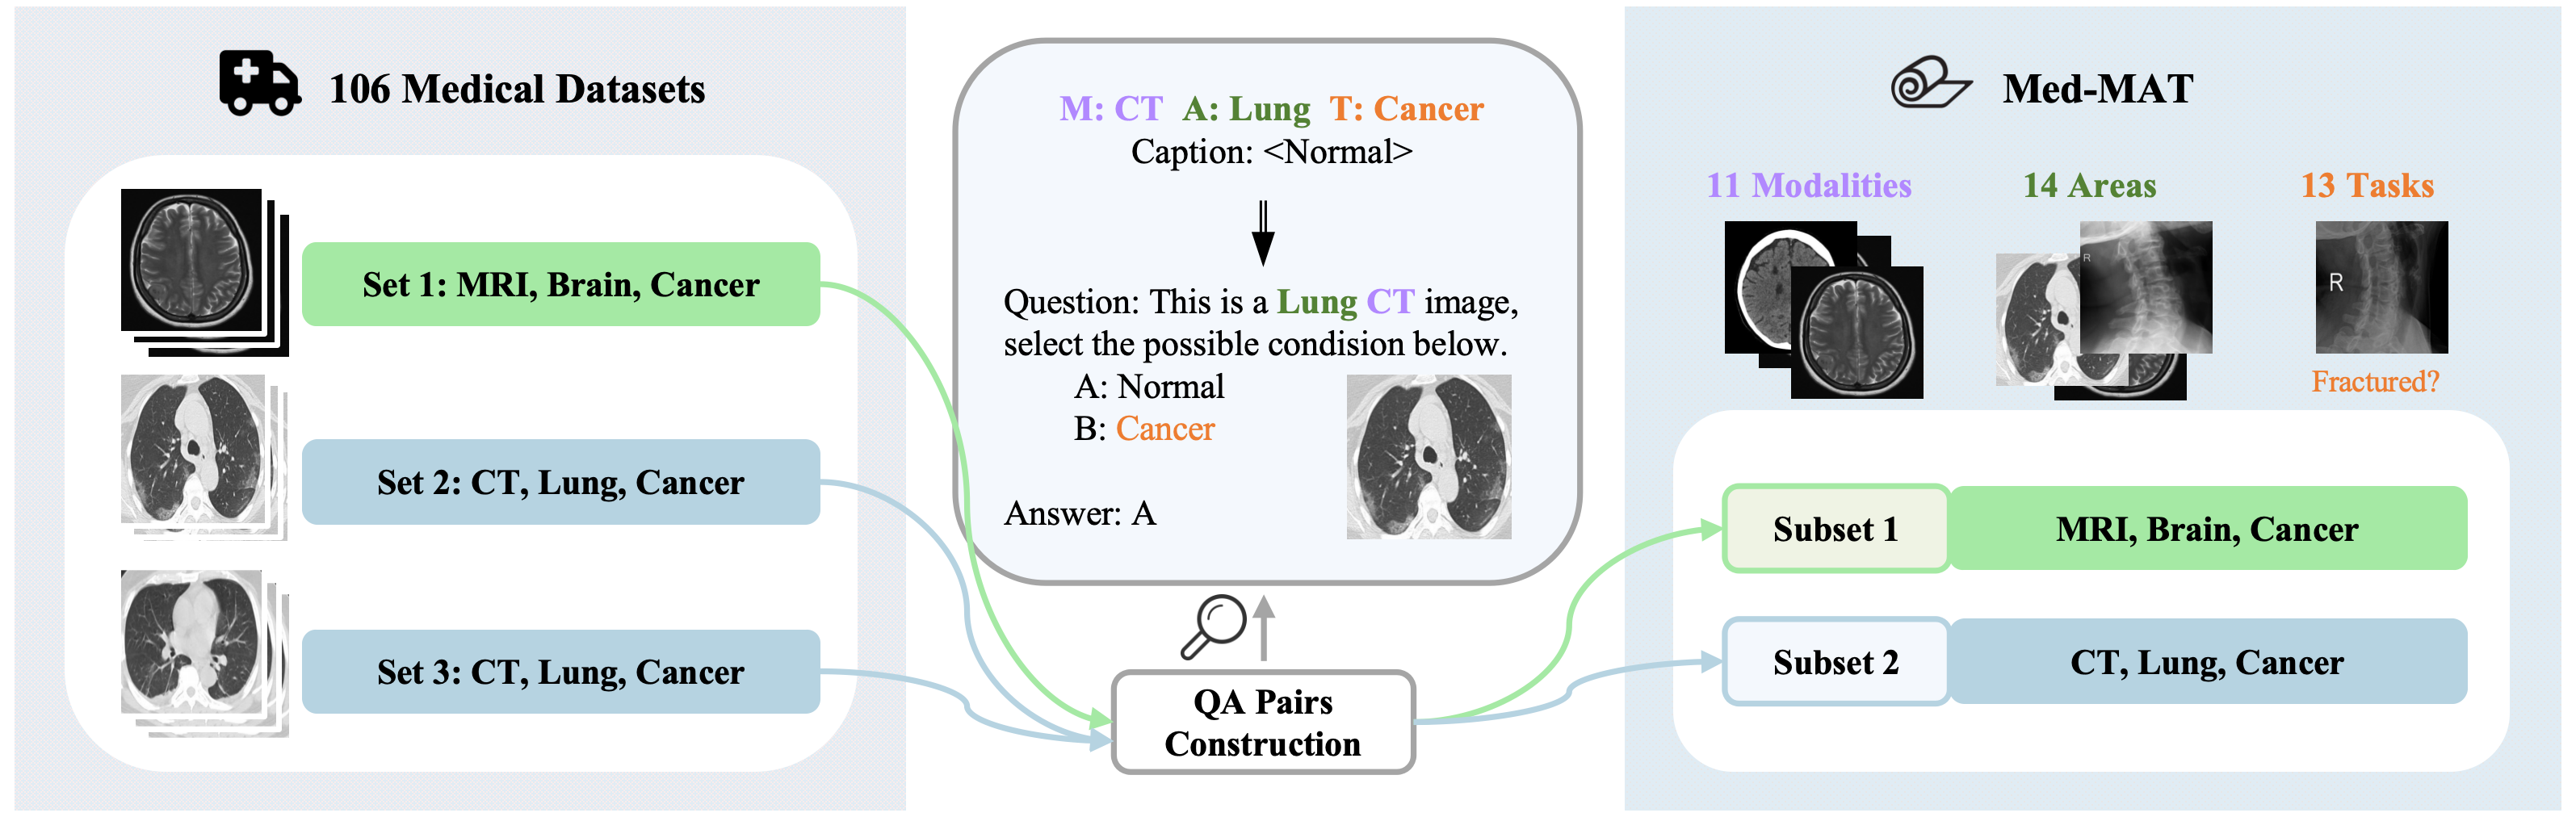 106 Medical Datasets
Set 1: MRI, Brain, Cancer
Set 2: CT, Lung, Cancer
Set 3: CT, Lung, Cancer
M: CT A: Lung T: Cancer
Caption: <Normal>
Question: This is a Lung CT image,
select the possible condision below.
A: Normal
B: Cancer
Answer: A
QA Pairs
Construction
Med-MAT
11 Modalities
14 Areas
13 Tasks
R
R
Fractured?
Subset 1
MRI, Brain, Cancer
Subset 2
CT, Lung, Cancer